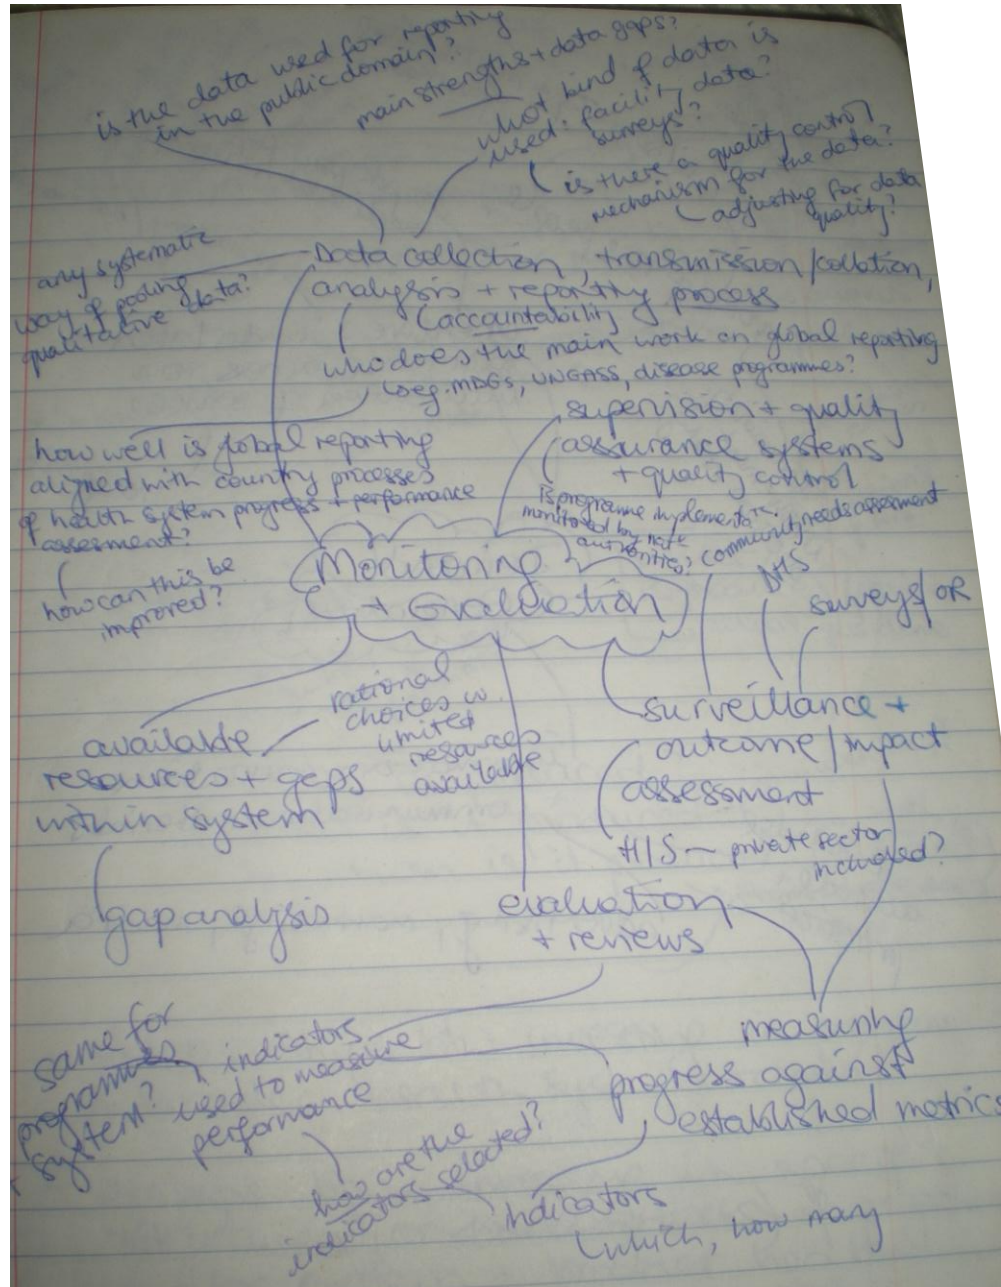 is the data used for reporting
in the public domain?
main strengths + data gaps?
what kind of data is
used: facility data?
surveys?
is there a quality control
mechanism for the data?
adjusting for data
quality?
any systematic
way of pooling
qualitative data?
Data collection, transmission/collation,
analysis + reporting process
accountability
who does the main work on global reporting
eg. MDGs, UNGASS, disease programmes?
how well is global reporting
aligned with country processes
of health system progress + performance
assesment?
how can this be
improved?
supervision + quality
assurance systems
+ quality control
is programme
monitored by
authorities?
community needs assessment
DHS
surveys/OR
Monitoring
+ Evaluation
surveillance +
outcome/impact
assessment
HIS – private sector
included?
available
resources + gaps
within system
rational
choices w.
limited
resources
available
gap analysis
evaluation
+ reviews
measuring
progress against
established metrics
same for
programmes
system?
indicators
used to measure
performance
how are the
indicators selected?
indicators
which, how many